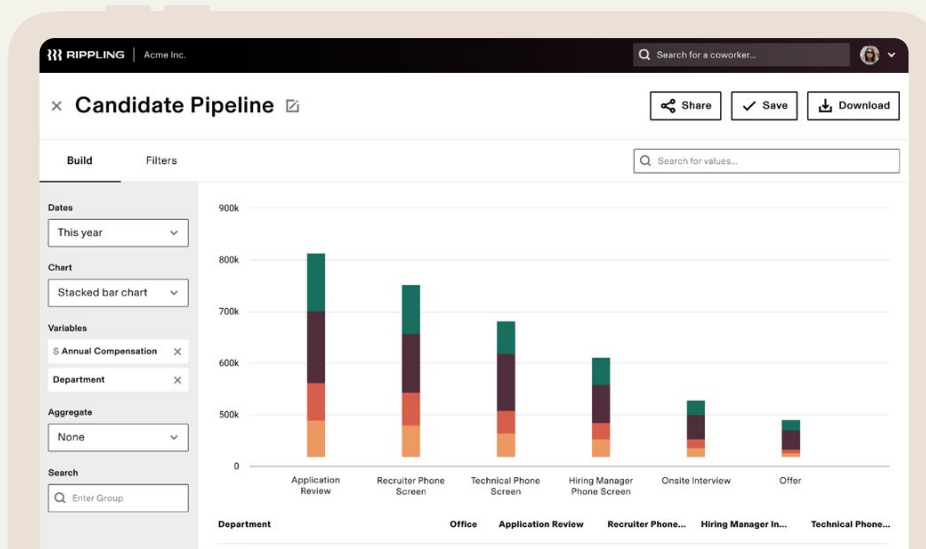 RIPPLING Acme Inc. Search for a coworker...
Candidate Pipeline Share Save Download
Build Filters Search for values...
Dates
This year
Chart
Stacked bar chart
Variables
$ Annual Compensation
Department
Aggregate
None
Search
Enter Group
900k
800k
700k
600k
500k
0
Application Review
Recruiter Phone Screen
Technical Phone Screen
Hiring Manager Phone Screen
Onsite Interview
Offer
Department Office Application Review Recruiter Phone... Hiring Manager In... Technical Phone...